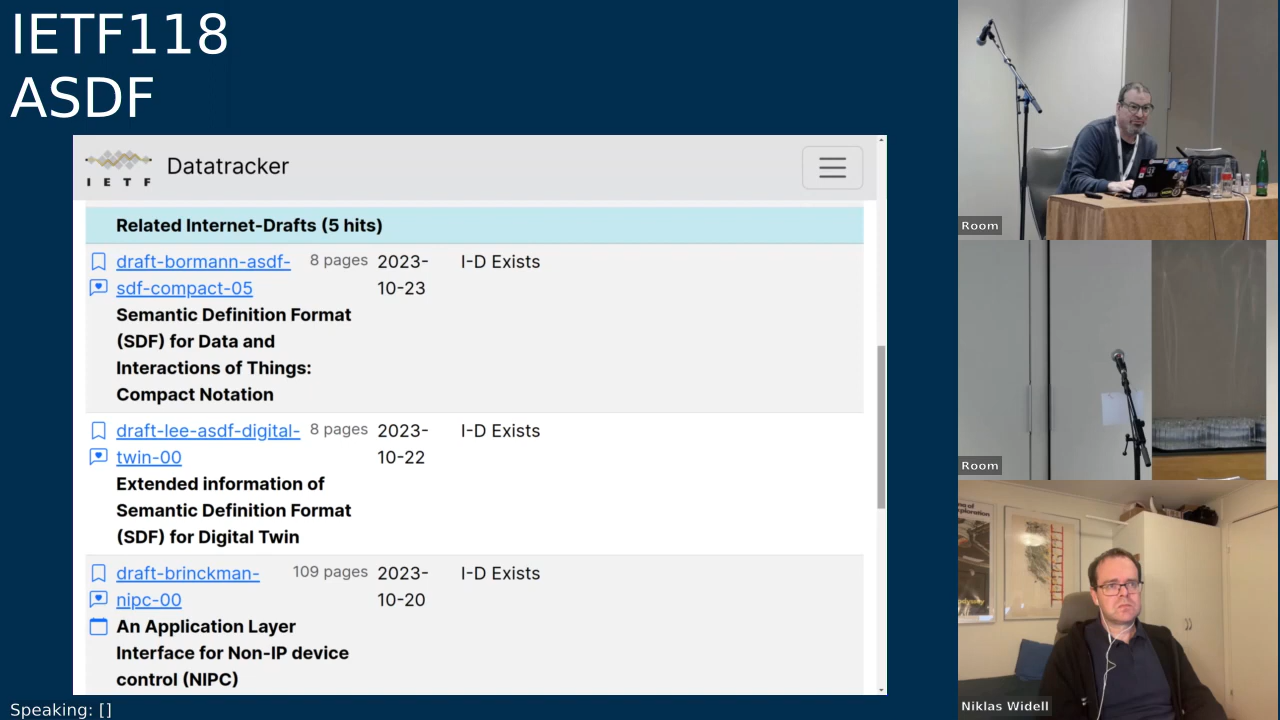 IETF118
ASDF
I E T F
Datatracker
Related Internet-Drafts (5 hits)
draft-bormann-asdf- 8 pages 2023- I-D Exists
sdf-compact-05 10-23
Semantic Definition Format
(SDF) for Data and
Interactions of Things:
Compact Notation
draft-lee-asdf-digital- 8 pages 2023- I-D Exists
twin-00 10-22
Extended information of
Semantic Definition Format
(SDF) for Digital Twin
draft-brinckman- 109 pages 2023- I-D Exists
nipc-00 10-20
An Application Layer
Interface for Non-IP device
control (NIPC)
Speaking: []
Room
Room
Niklas Widell